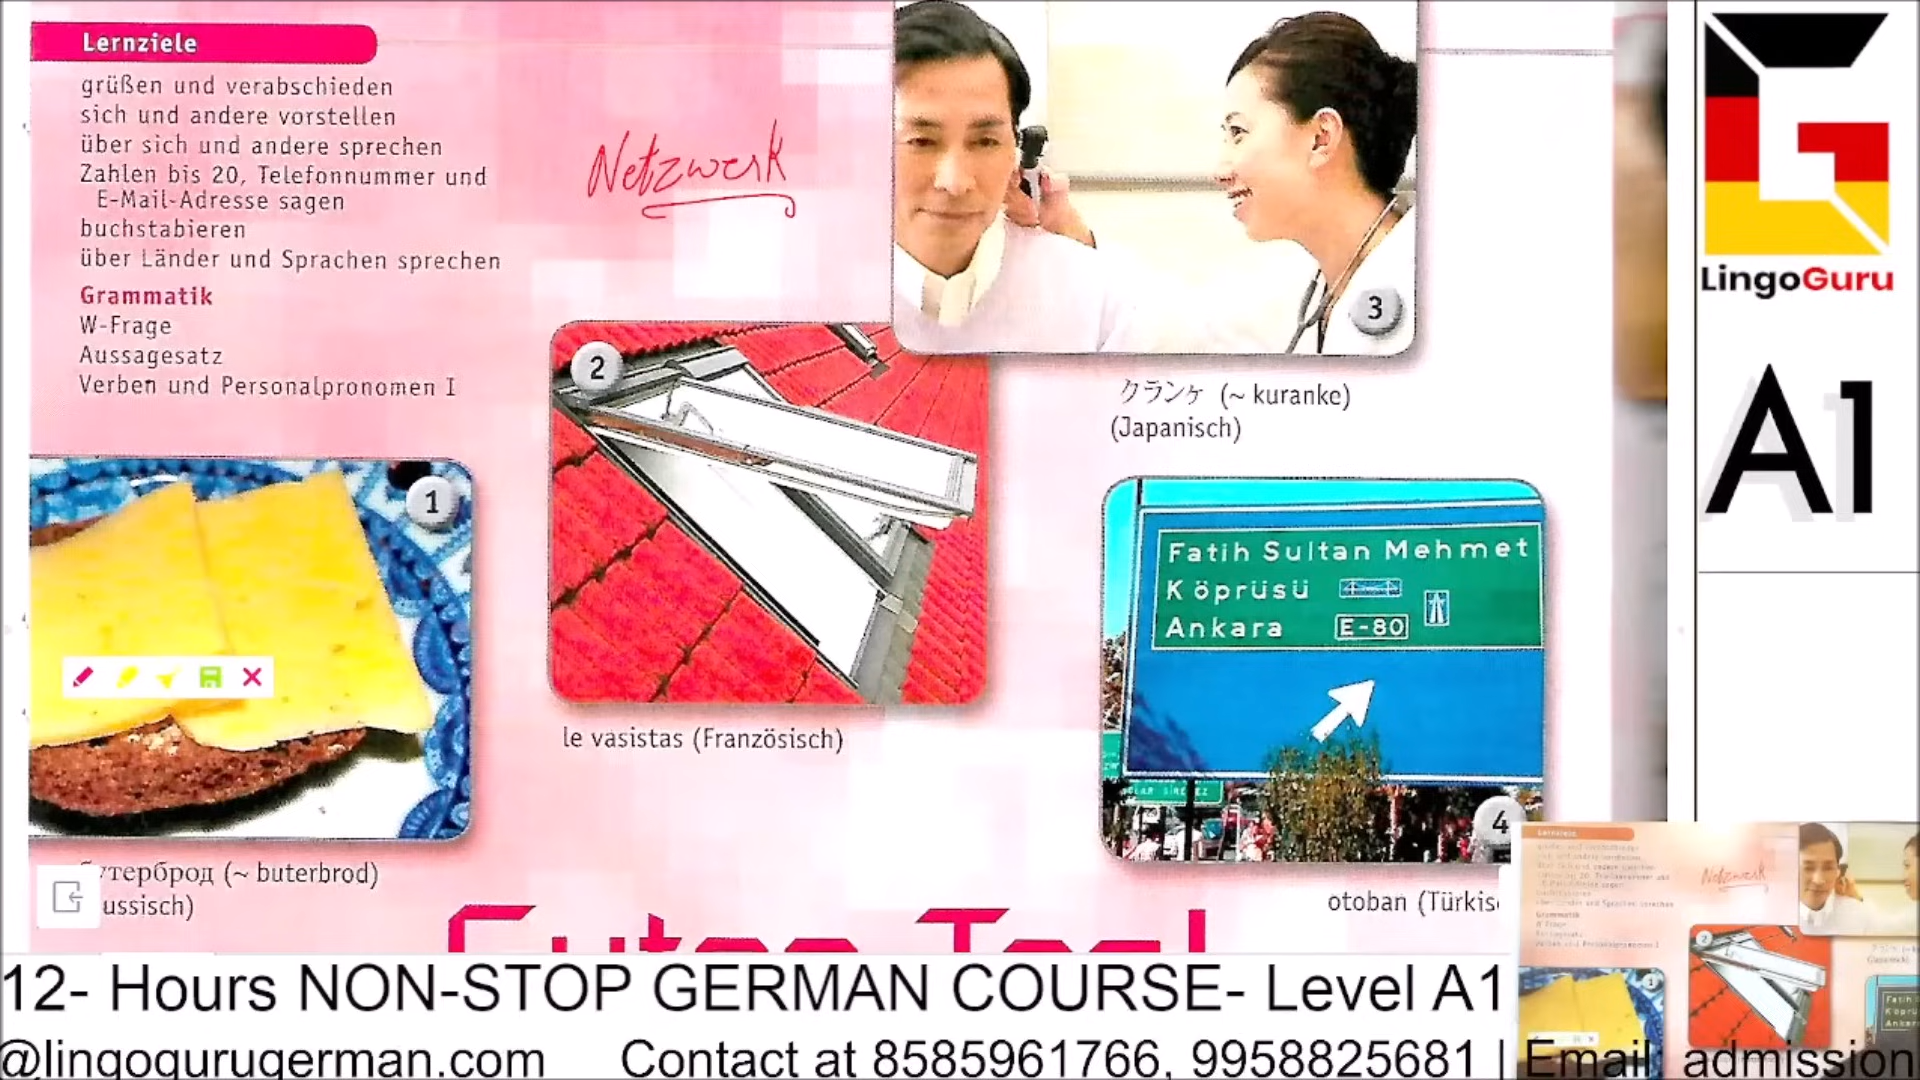 Lernziele
grüßen und verabschieden
sich und andere vorstellen
über sich und andere sprechen
Zahlen bis 20, Telefonnummer und
E-Mail-Adresse sagen
buchstabieren
über Länder und Sprachen sprechen
Grammatik
W-Frage
Aussagesatz
Verben und Personalpronomen I
Netzwerk
3
クランケ (~ kuranke)
(Japanisch)
2
le vasistas (Französisch)
1
утерброд (~ buterbrod)
ussisch)
Fatih Sultan Mehmet
Köprüsü
Ankara E-80
4
otoban (Türkis
Guten Tag!
LingoGuru
A1
12- Hours NON-STOP GERMAN COURSE- Level A1
@lingogurugerman.com Contact at 8585961766, 9958825681 | Email admission